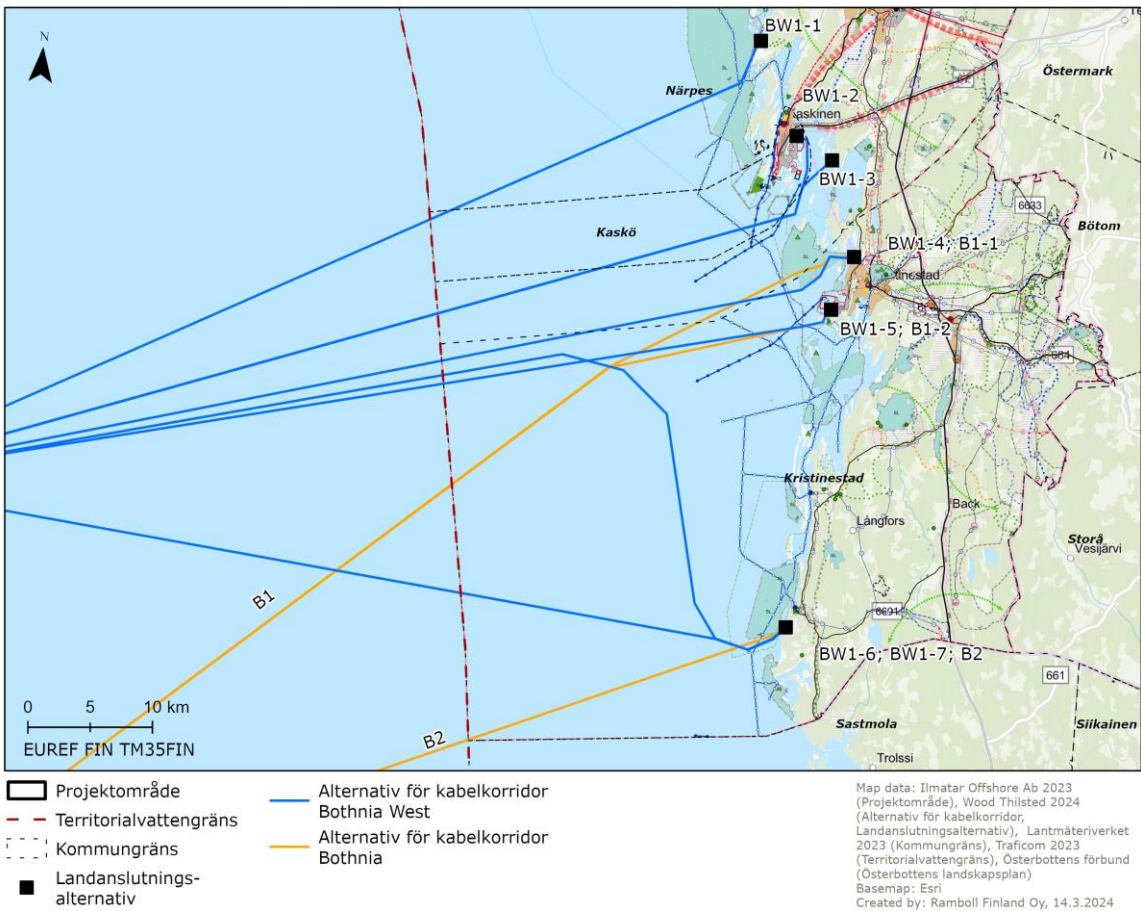 N
BW1-1
Östermark
Närpes
BW1-2
askinen
BW1-3
6633
Kaskö
Bötom
BW1-4; B1-1
tinestad
BW1-5; B1-2
664
Kristinestad
Back
Långfors
Storå
Vesijärvi
B1
6691
BW1-6; BW1-7; B2
661
0 5 10 km
Sastmola
Siikainen
EUREF FIN TM35FIN
B2
Trolssi
Projektområde
Territorialvattengräns
Kommungräns
Landanslutnings-
alternativ
Alternativ för kabelkorridor
Bothnia West
Alternativ för kabelkorridor
Bothnia
Map data: Ilmatar Offshore Ab 2023
(Projektområde), Wood Thilsted 2024
(Alternativ för kabelkorridor,
Landanslutningsalternativ), Lantmäteriverket
2023 (Kommungräns), Traficom 2023
(Territorialvattengräns), Österbottens förbund
(Österbottens landskapsplan)
Basemap: Esri
Created by: Ramboll Finland Oy, 14.3.2024